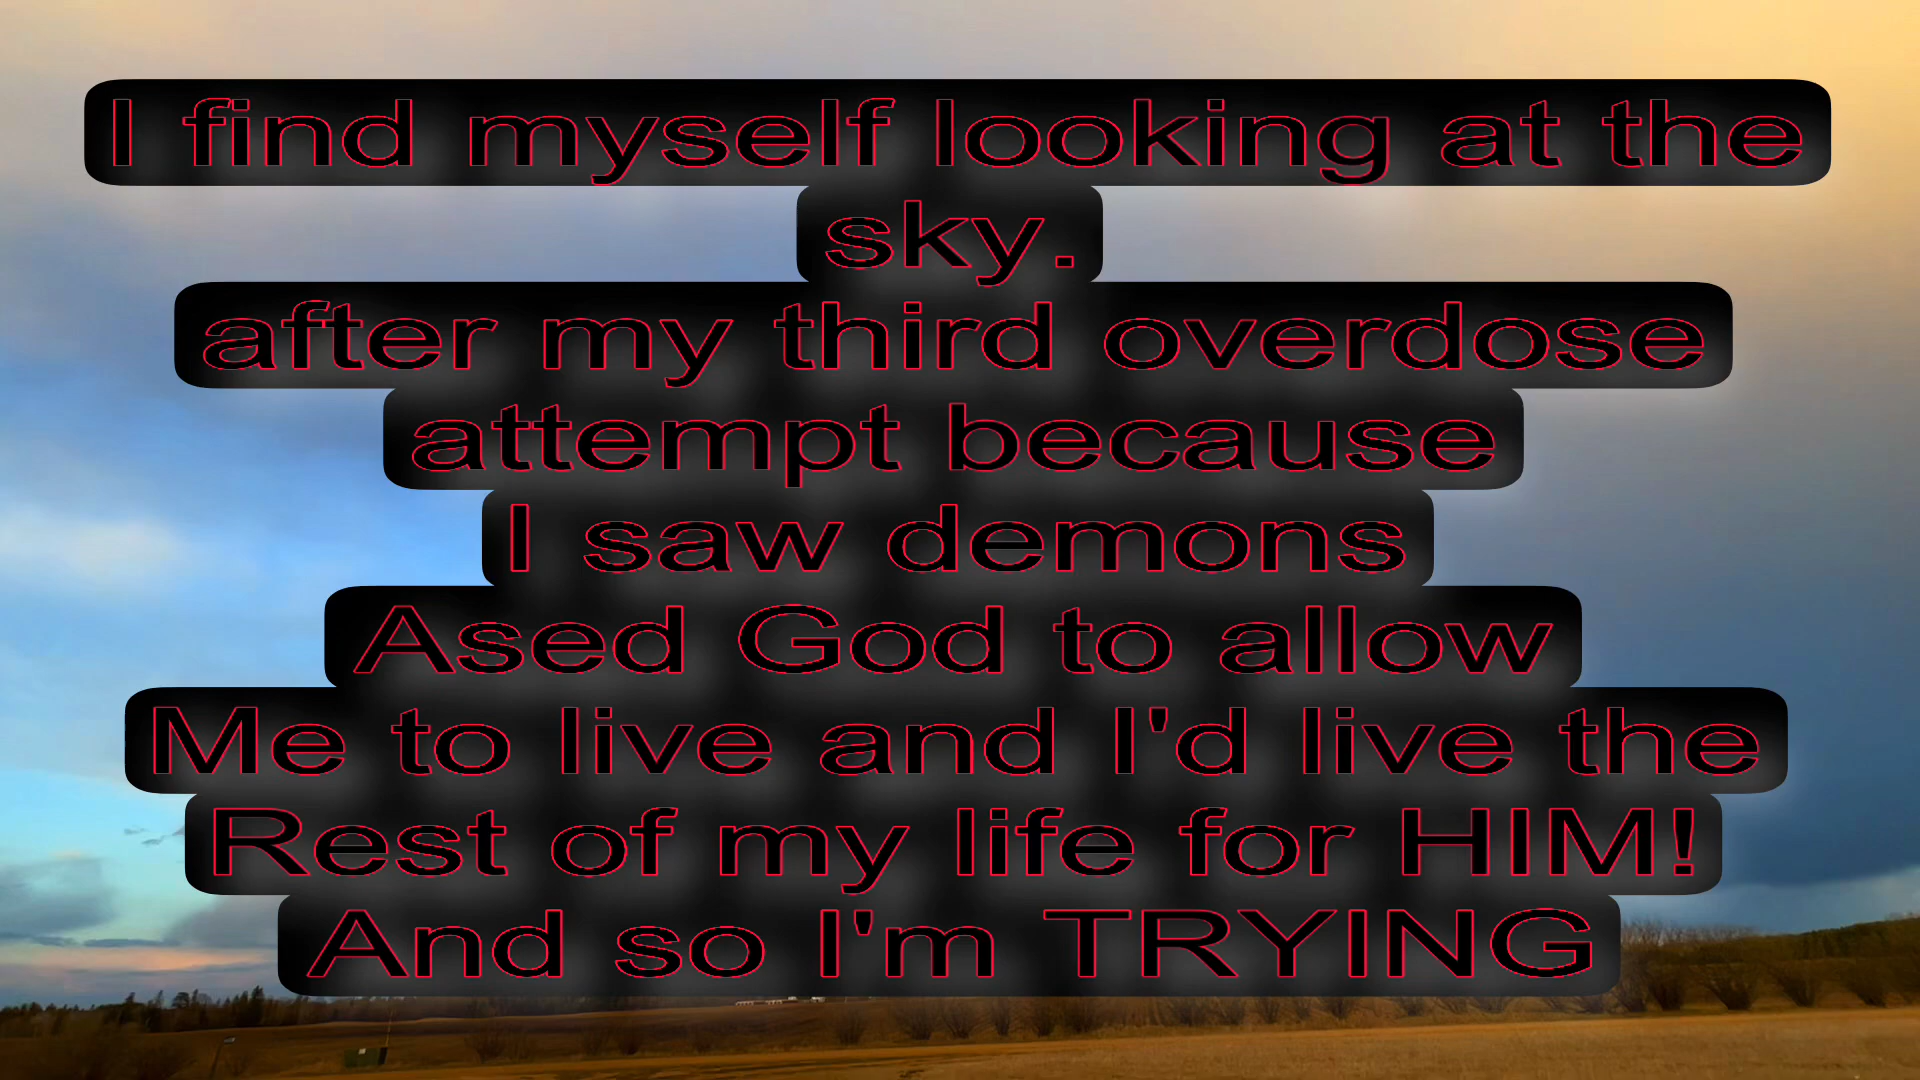 I find myself looking at the
sky.
after my third overdose
attempt because
I saw demons
Ased God to allow
Me to live and I'd live the
Rest of my life for HIM!
And so I'm TRYING